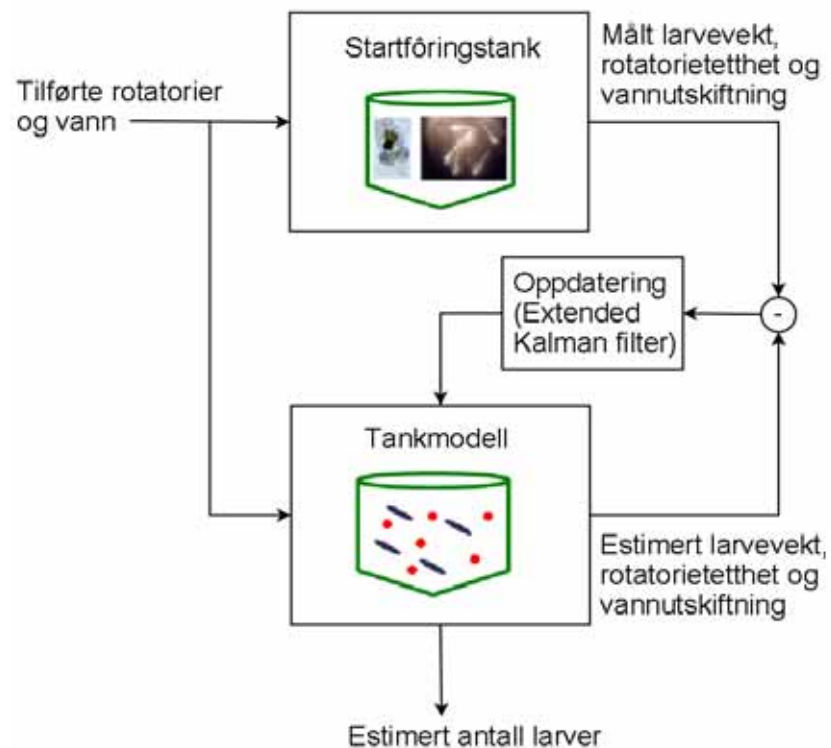 Startfôringstank
Målt larvevekt,
rotatorietetthet og
vannutskiftning
Tilførte rotatorier
og vann
Oppdatering
(Extended
Kalman filter)
-
Tankmodell
Estimert larvevekt,
rotatorietetthet og
vannutskiftning
Estimert antall larver